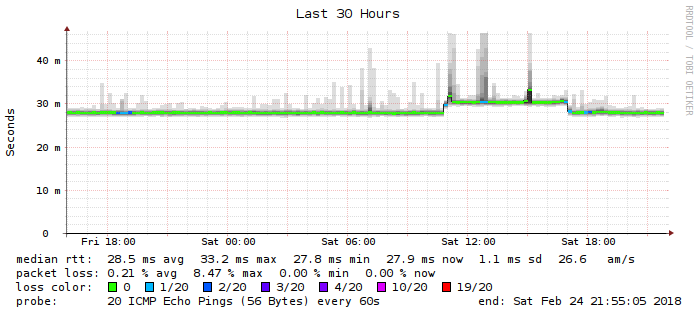 Last 30 Hours
RRDTOOL / TOBI OETIKER
Seconds
40 m
30 m
20 m
10 m
0
Fri 18:00 Sat 00:00 Sat 06:00 Sat 12:00 Sat 18:00
median rtt: 28.5 ms avg 33.2 ms max 27.8 ms min 27.9 ms now 1.1 ms sd 26.6 am/s
packet loss: 0.21 % avg 8.47 % max 0.00 % min 0.00 % now
loss color: 0 1/20 2/20 3/20 4/20 10/20 19/20
probe: 20 ICMP Echo Pings (56 Bytes) every 60s end: Sat Feb 24 21:55:05 2018